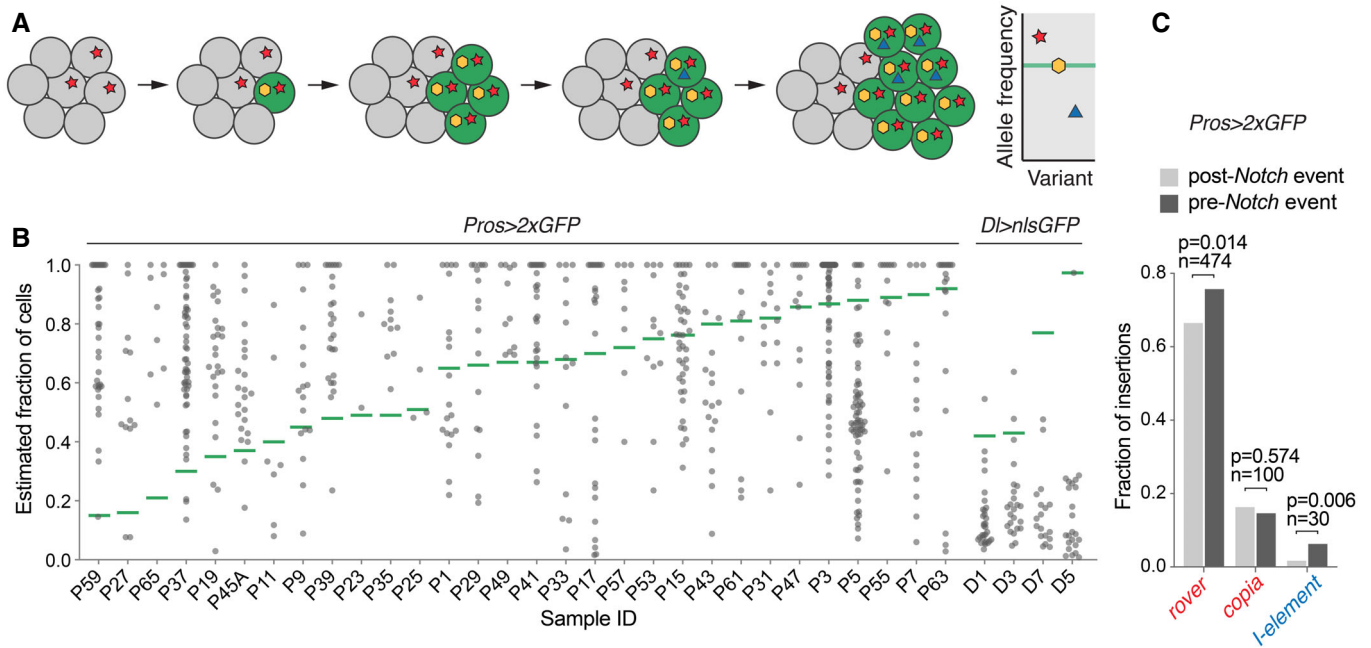 A
Allele frequency
Variant
B
Pros>2xGFP
Dl>nlsGFP
Estimated fraction of cells
1.0
0.8
0.6
0.4
0.2
0.0
P59 P27 P65 P37 P19 P45A P11 P9 P39 P23 P35 P25 P1 P29 P49 P41 P33 P17 P57 P53 P15 P43 P61 P31 P47 P3 P5 P55 P7 P63 D1 D3 D7 D5
Sample ID
C
Pros>2xGFP
post-Notch event
pre-Notch event
Fraction of insertions
0.8
0.6
0.4
0.2
0.0
p=0.014
n=474
p=0.574
n=100
p=0.006
n=30
rover
copia
I-element